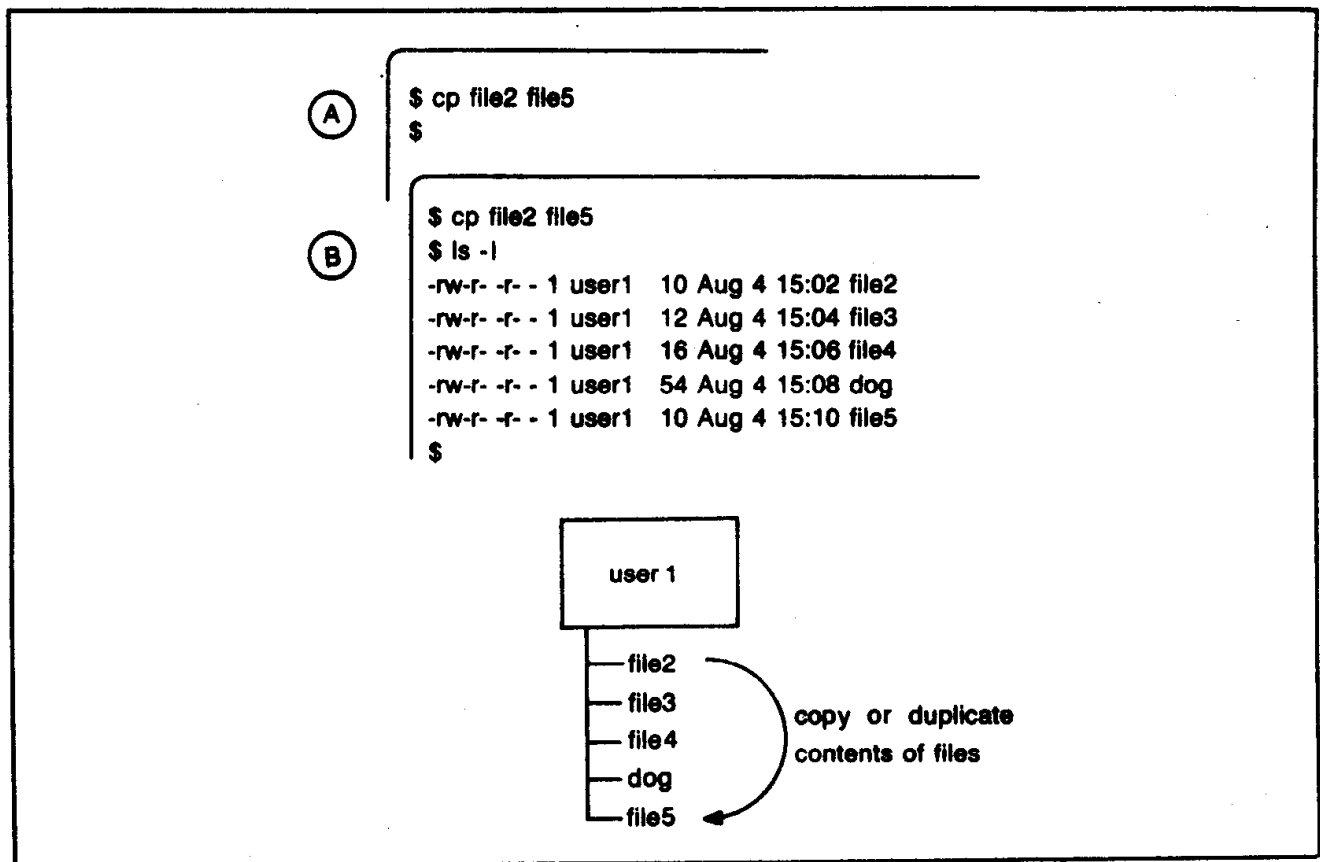 A
$ cp file2 file5
$
B
$ cp file2 file5
$ ls -l
-rw-r- -r- - 1 user1 10 Aug 4 15:02 file2
-rw-r- -r- - 1 user1 12 Aug 4 15:04 file3
-rw-r- -r- - 1 user1 16 Aug 4 15:06 file4
-rw-r- -r- - 1 user1 54 Aug 4 15:08 dog
-rw-r- -r- - 1 user1 10 Aug 4 15:10 file5
$
user 1
file2
file3
file4
dog
file5
copy or duplicate
contents of files